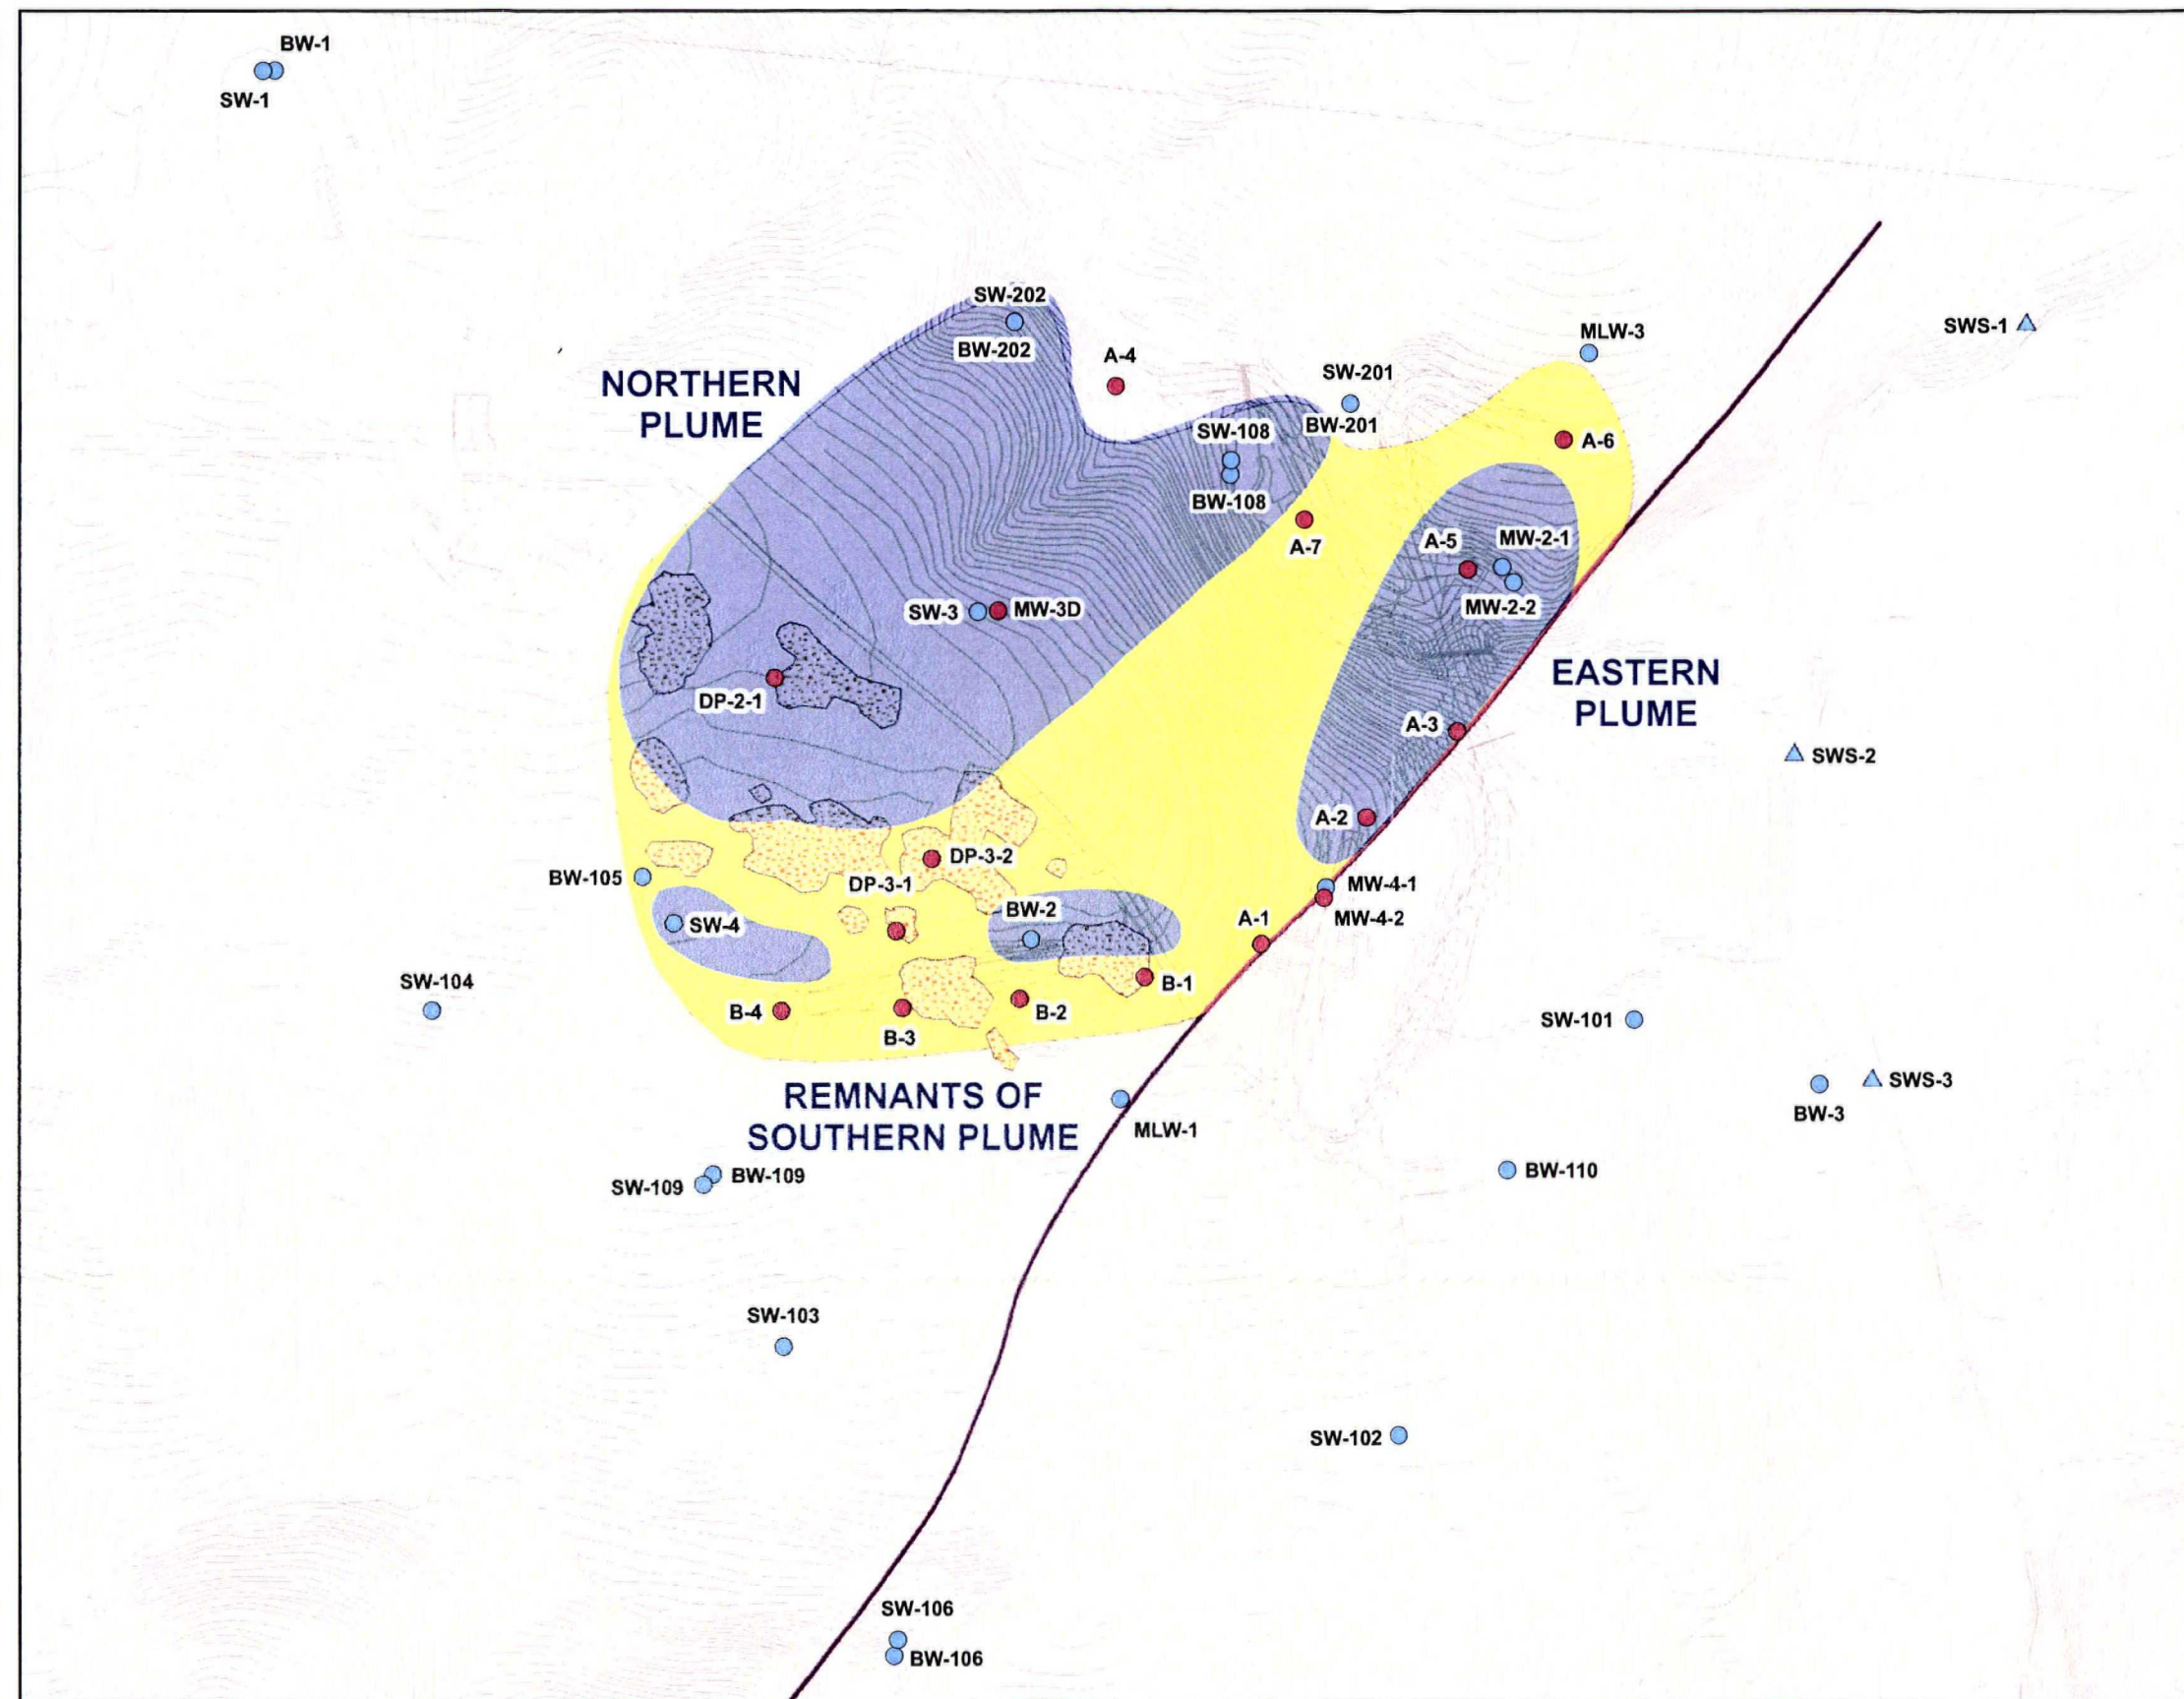 BW-1
SW-1
SW-202
BW-202
SWS-1
MLW-3
A-4
SW-201
NORTHERN
PLUME
BW-201
SW-108
A-6
BW-108
A-7
A-5
MW-2-1
MW-2-2
SW-3
MW-3D
EASTERN
PLUME
DP-2-1
A-3
SWS-2
A-2
DP-3-2
BW-105
DP-3-1
MW-4-1
BW-2
A-1
MW-4-2
SW-4
SW-104
B-1
B-4
B-2
SW-101
B-3
SWS-3
REMNANTS OF
SOUTHERN PLUME
BW-3
MLW-1
BW-109
SW-109
BW-110
SW-103
SW-102
SW-106
BW-106